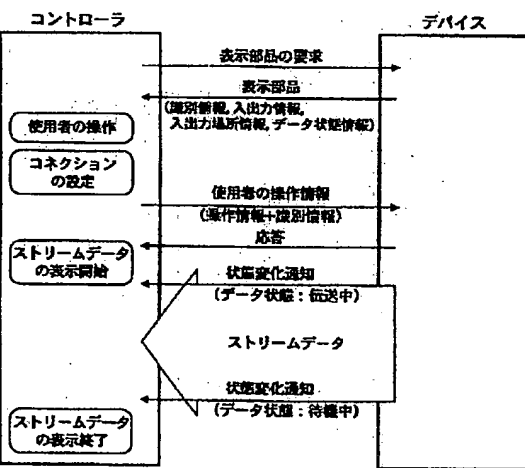 コントローラ
デバイス
表示部品の要求
表示部品
(識別情報, 入出力情報,
入出力場所情報, データ状態情報)
使用者の操作
コネクション
の設定
使用者の操作情報
(操作情報+識別情報)
応答
ストリームデータ
の表示開始
状態変化通知
(データ状態:伝送中)
ストリームデータ
状態変化通知
(データ状態:待機中)
ストリームデータ
の表示終了